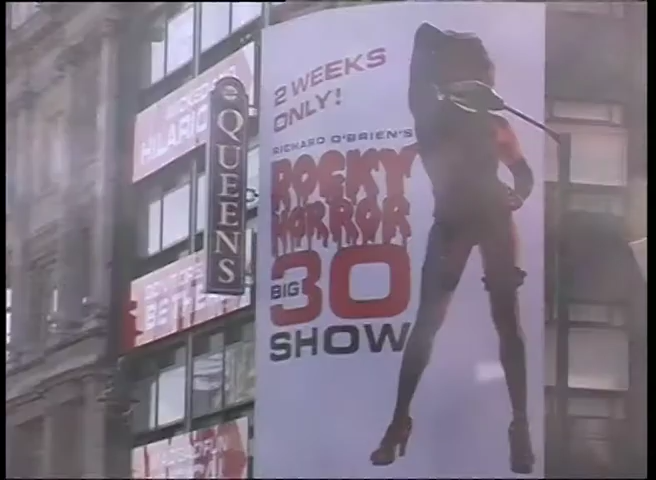 2 WEEKS
ONLY!
RICHARD O'BRIEN'S
ROCKY
HORROR
BIG 30
SHOW
QUEENS
HILARIO